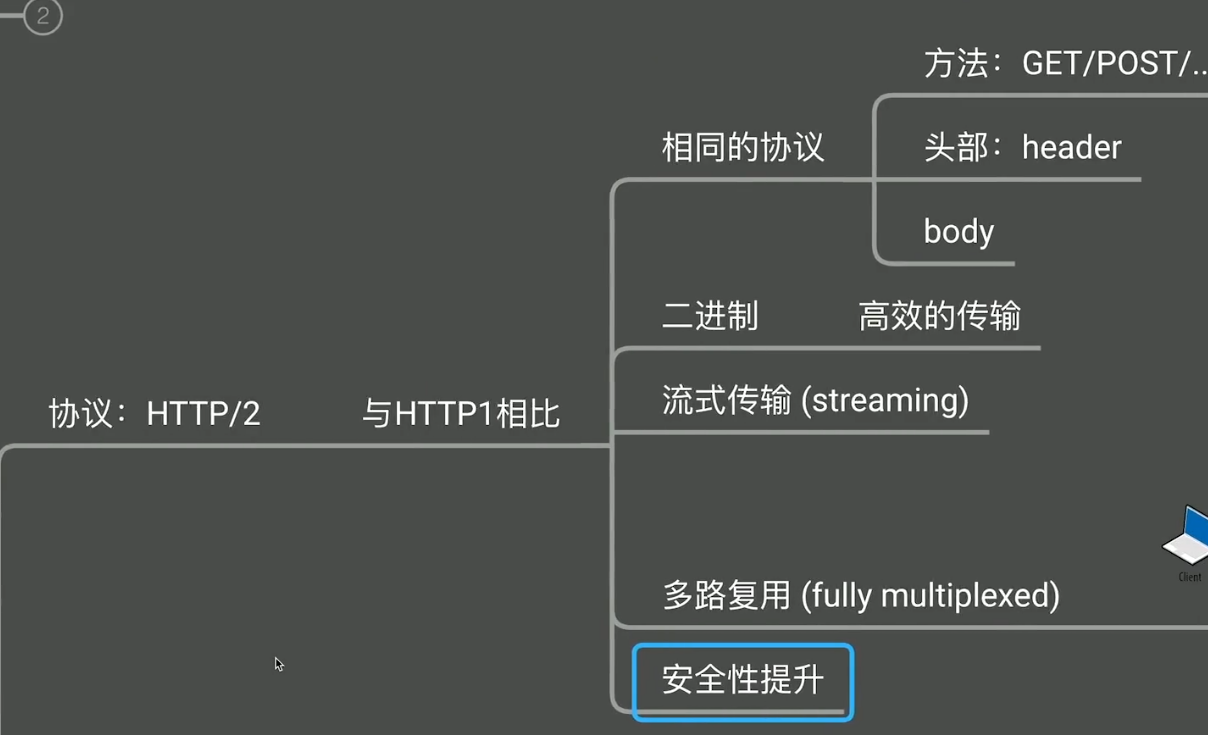 2
方法：GET/POST/..
相同的协议
头部：header
body
二进制
高效的传输
流式传输 (streaming)
协议：HTTP/2
与HTTP1相比
Client
多路复用 (fully multiplexed)
安全性提升